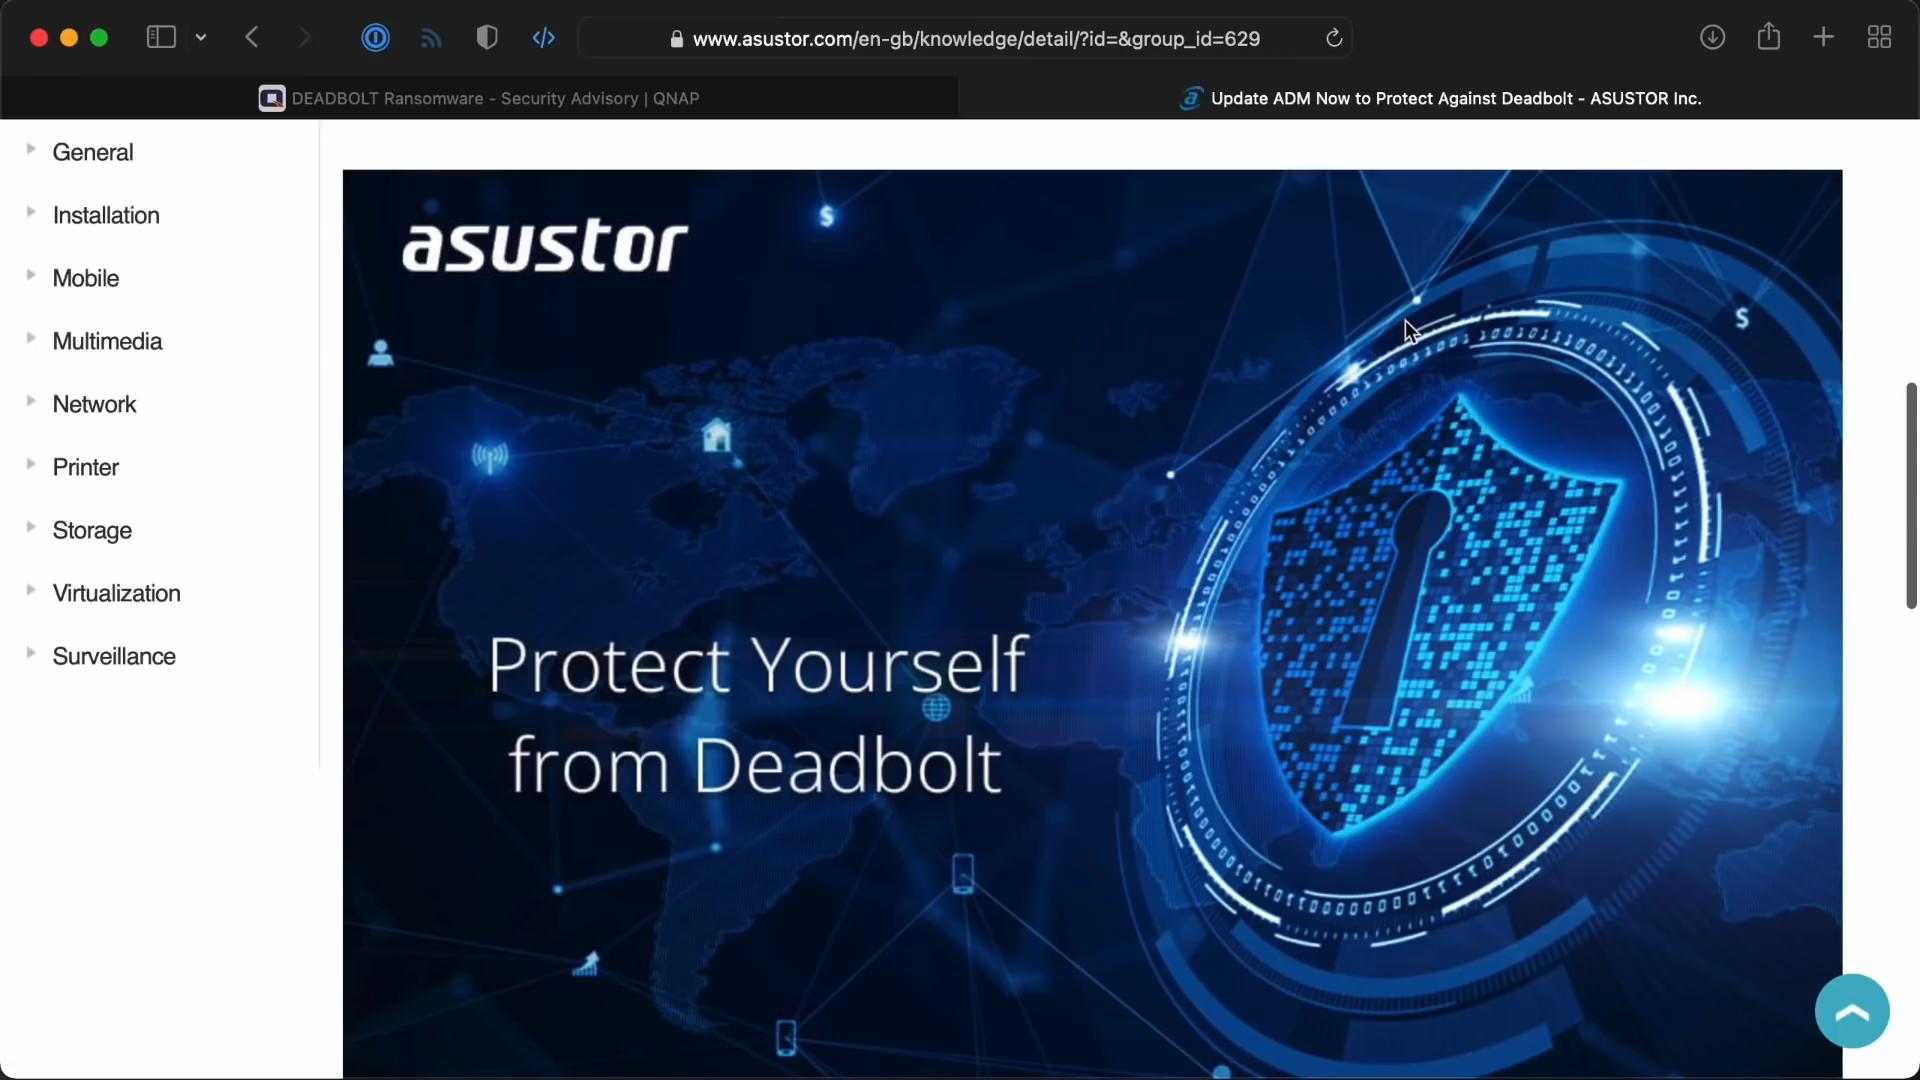 www.asustor.com/en-gb/knowledge/detail/?id=&group_id=629
DEADBOLT Ransomware - Security Advisory | QNAP
Update ADM Now to Protect Against Deadbolt - ASUSTOR Inc.
General
Installation
Mobile
Multimedia
Network
Printer
Storage
Virtualization
Surveillance
asustor
Protect Yourself
from Deadbolt